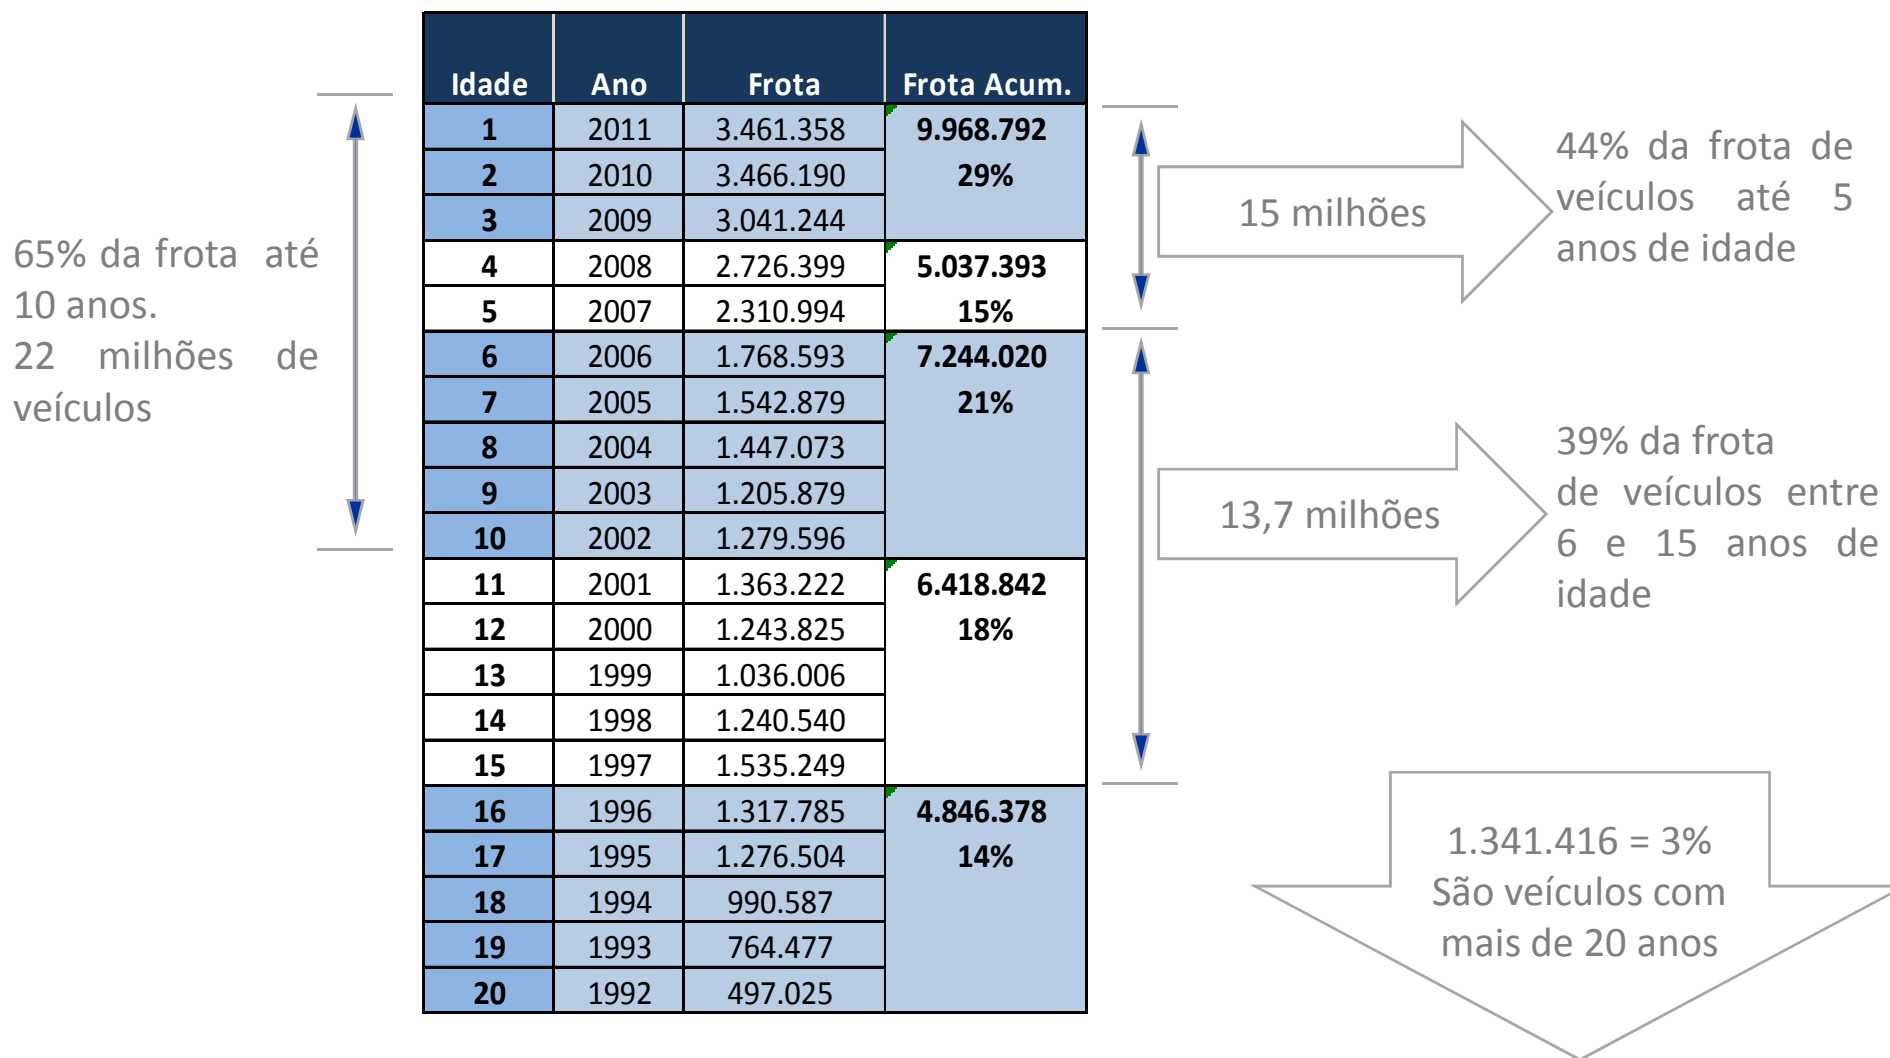 65% da frota até
10 anos.
22 milhões de
veículos
Idade Ano Frota Frota Acum.
1 2011 3.461.358 9.968.792
2 2010 3.466.190 29%
3 2009 3.041.244
4 2008 2.726.399 5.037.393
5 2007 2.310.994 15%
6 2006 1.768.593 7.244.020
7 2005 1.542.879 21%
8 2004 1.447.073
9 2003 1.205.879
10 2002 1.279.596
11 2001 1.363.222 6.418.842
12 2000 1.243.825 18%
13 1999 1.036.006
14 1998 1.240.540
15 1997 1.535.249
16 1996 1.317.785 4.846.378
17 1995 1.276.504 14%
18 1994 990.587
19 1993 764.477
20 1992 497.025
15 milhões
44% da frota de
veículos até 5
anos de idade
13,7 milhões
39% da frota
de veículos entre
6 e 15 anos de
idade
1.341.416 = 3%
São veículos com
mais de 20 anos